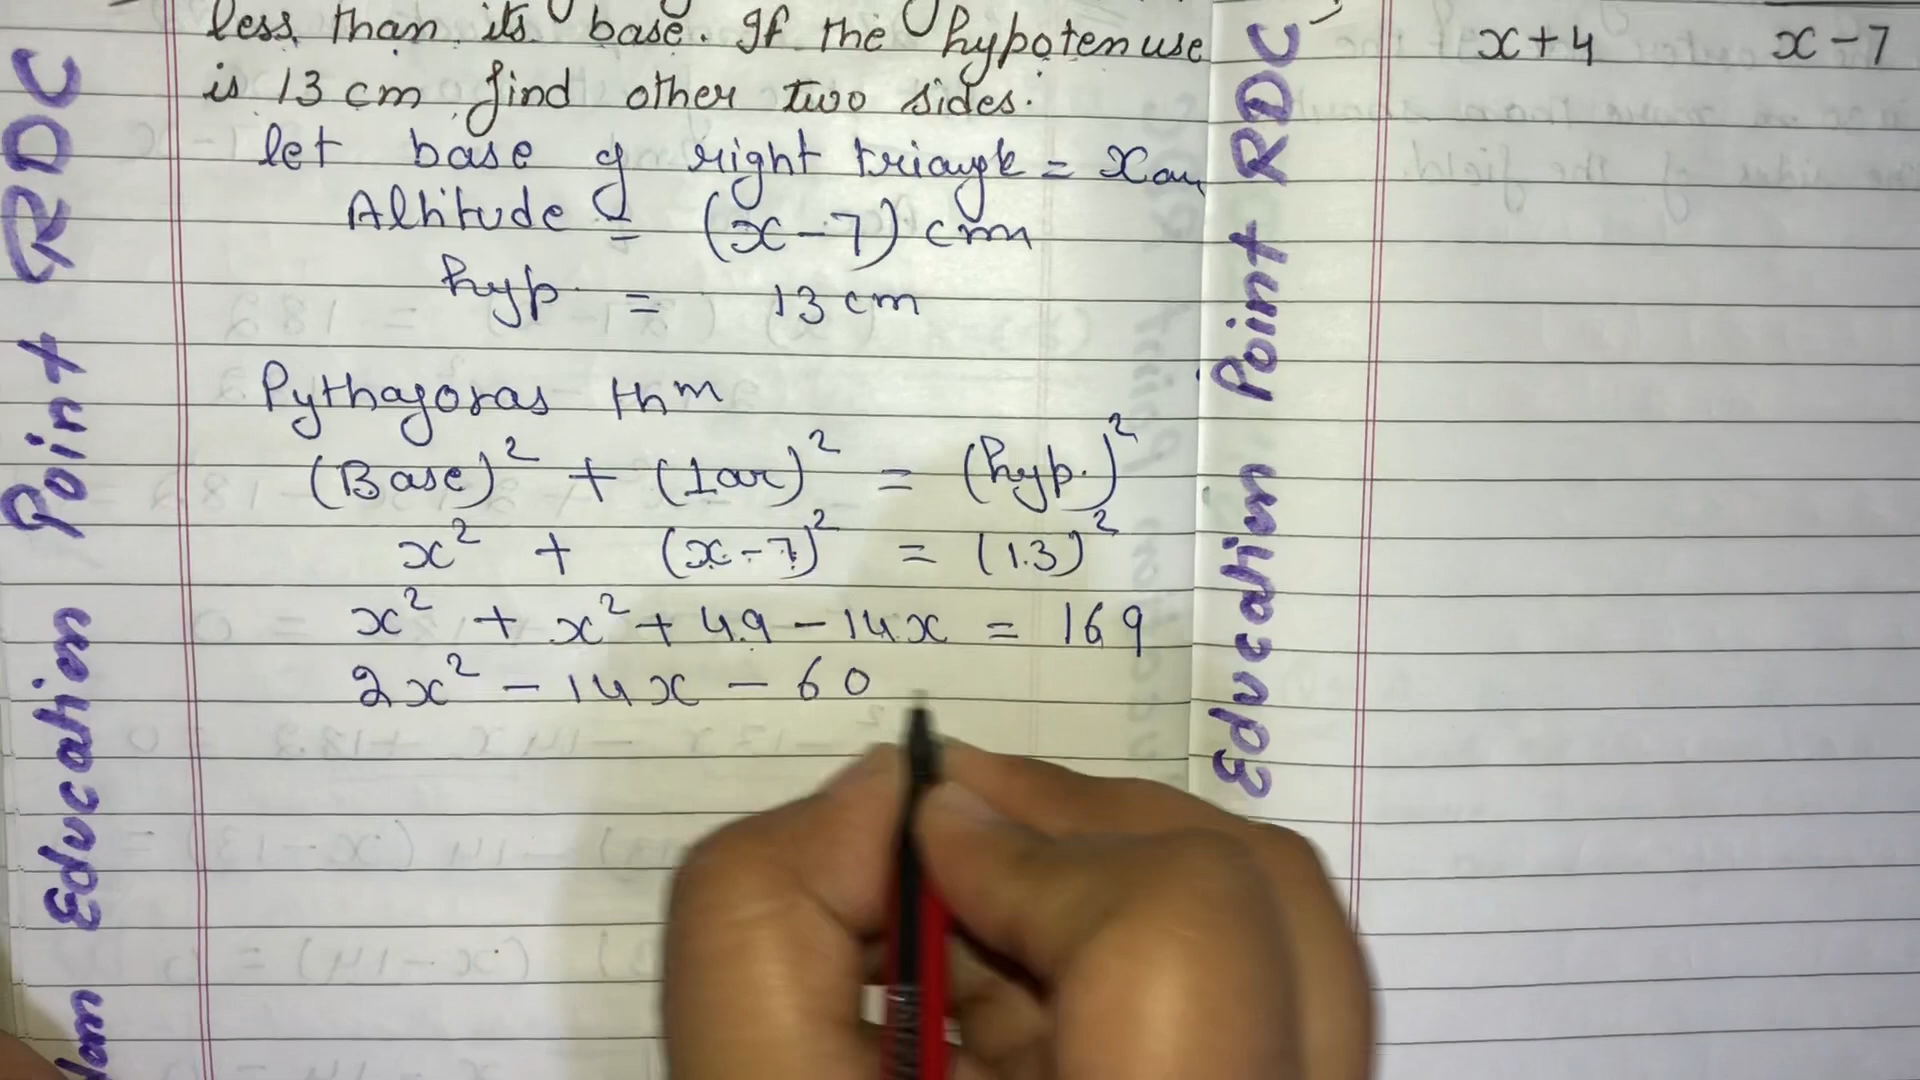 less than its base. If the hypotenuse
is 13 cm find other two sides.
let base of right triangle = x cm
Altitude = (x-7) cm
hyp. = 13 cm
Pythagoras thm
(Base)² + (lar)² = (hyp.)²
x² + (x-7)² = (13)²
x² + x² + 49 - 14x = 169
2x² - 14x - 60
x+4 x-7
Education Point RDC
Education Point RDC